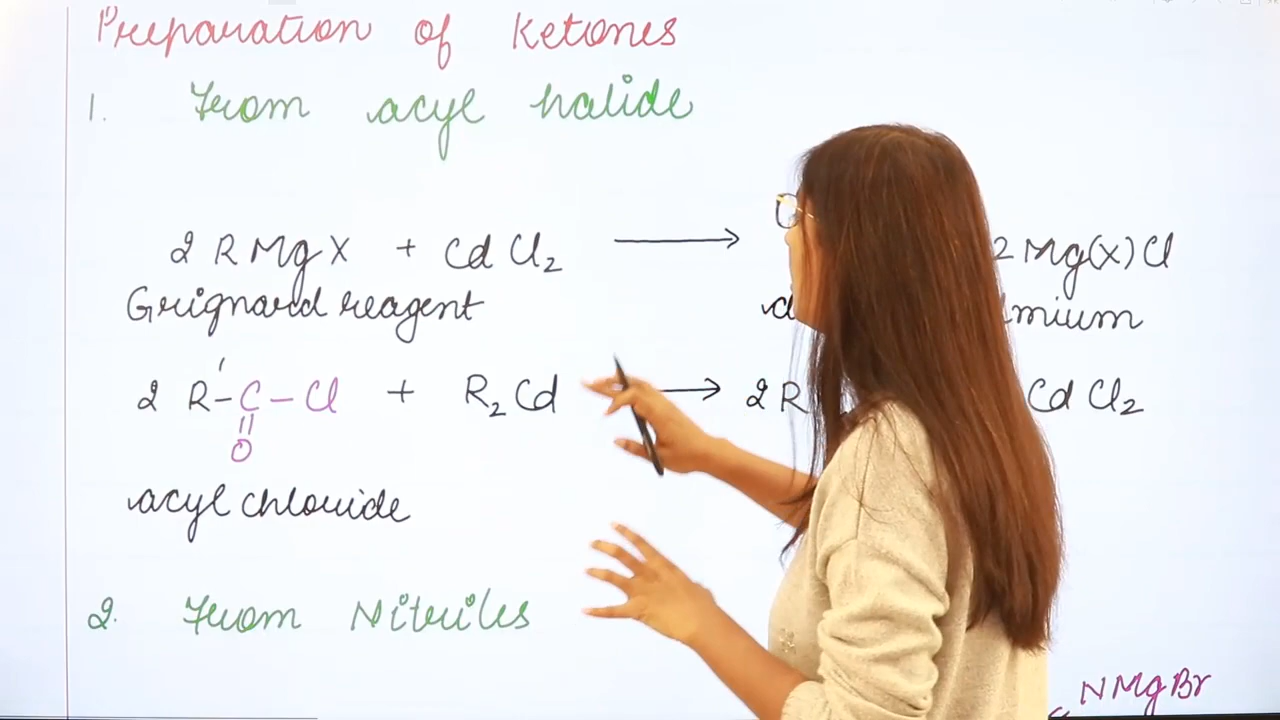 Preparation of Ketones
1. From acyl halide
2 R Mg X + Cd Cl₂ ⟶ 2 Mg(X) Cl
Grignard reagent
2 R′–C–Cl + R₂Cd ⟶ 2 R Cd Cl₂
||
O
acyl chloride
2. From Nitriles
NMgBr